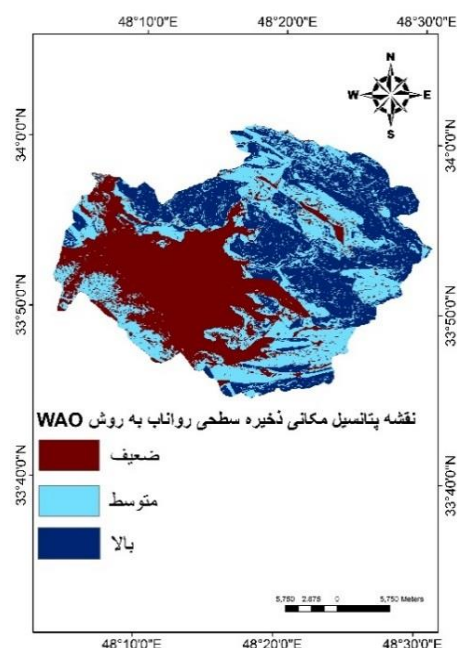 48°10'0"E 48°20'0"E 48°30'0"E
N
W E
S
34°0'0"N 34°0'0"N
33°50'0"N 33°50'0"N
نقشه پتانسیل مکانی ذخیره سطحی رواناب به روش WAO
ضعیف
متوسط
بالا
33°40'0"N 33°40'0"N
5,750 2,875 0 5,750 Meters
48°10'0"E 48°20'0"E 48°30'0"E